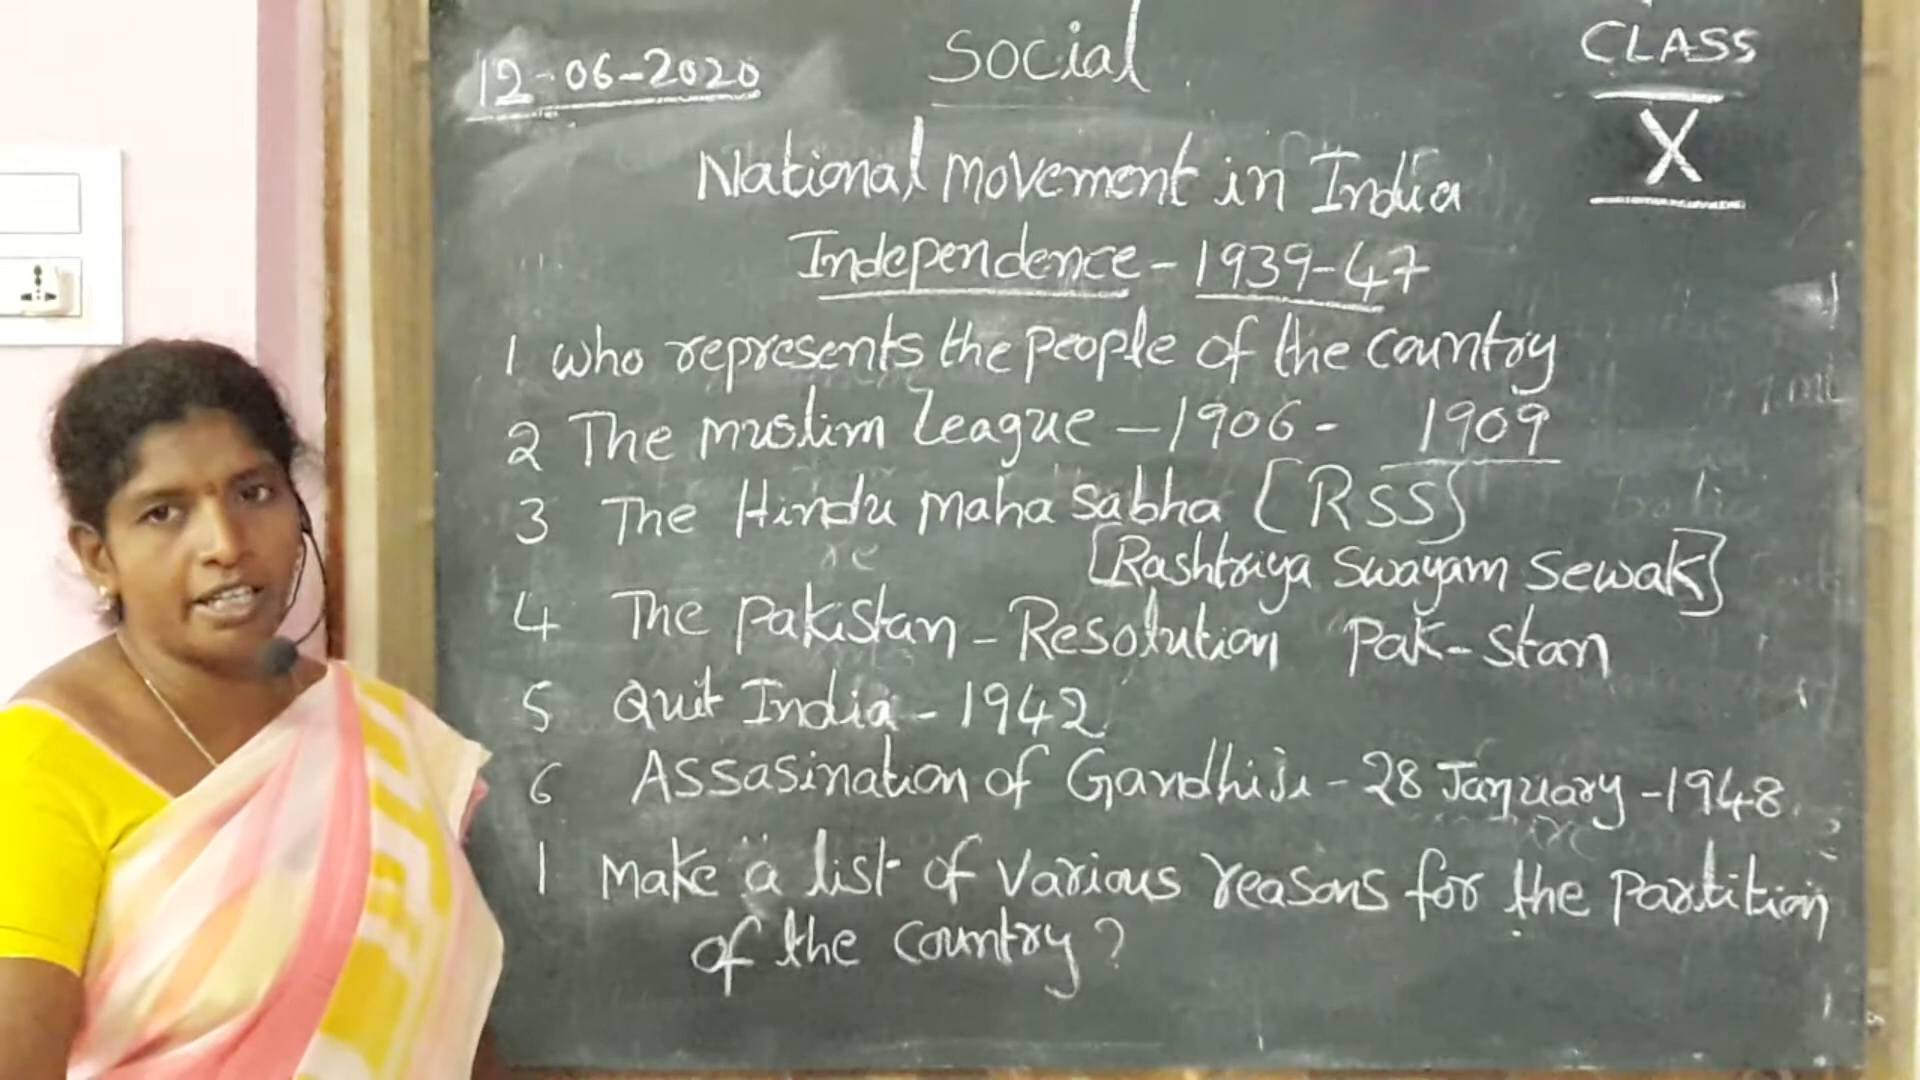 12-06-2020
Social
CLASS
X
National movement in India
Independence - 1939-47
1 who represents the people of the country
2 The muslim League - 1906 - 1909
3 The Hindu Maha Sabha [RSS]
[Rashtriya Swayam Sewak]
4 The Pakistan - Resolution Pak-stan
5 Quit India - 1942
6 Assasination of Gandhiji - 28 January - 1948.
1 Make a list of various reasons for the partition
of the country?